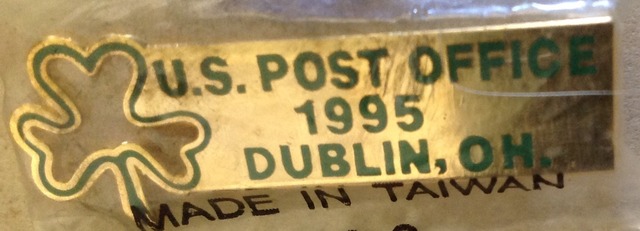 U.S. POST OFFICE
1995
DUBLIN, OH.
MADE IN TAIWAN